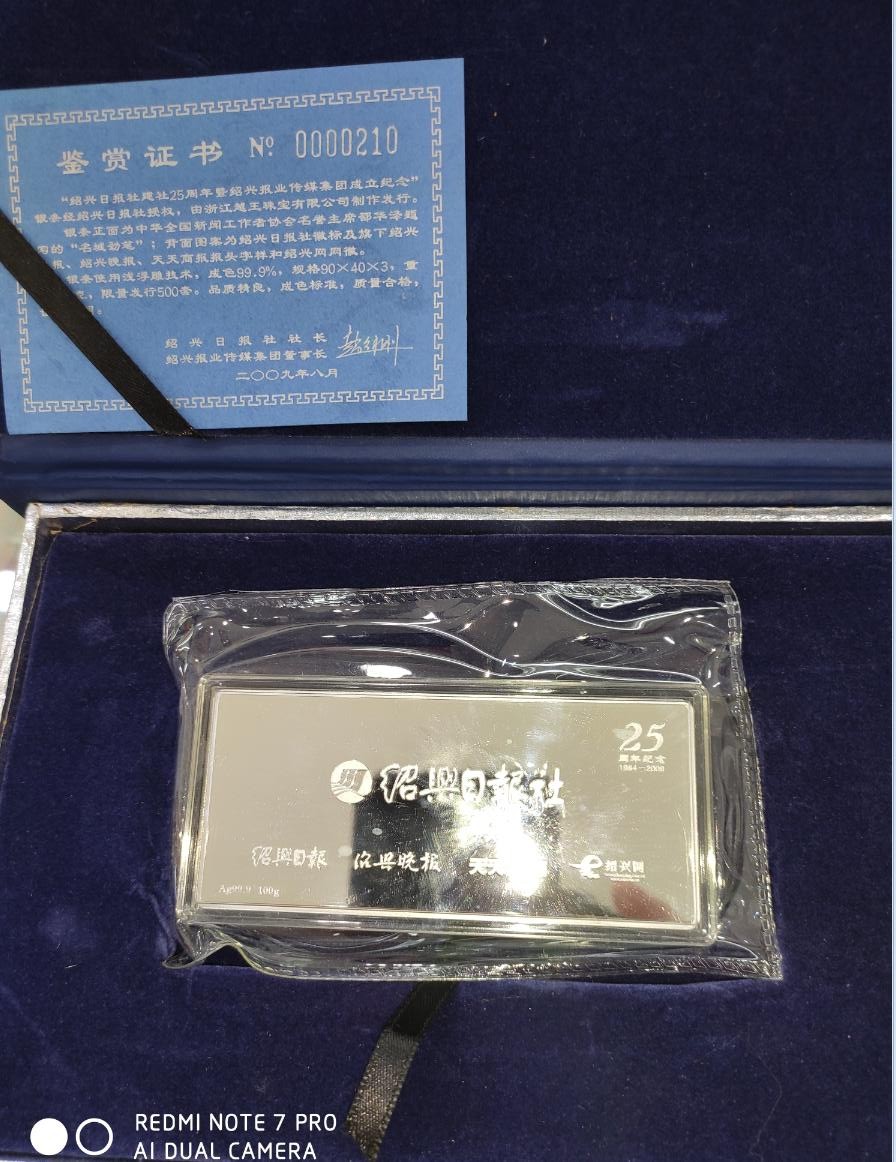 鉴赏证书 Nº 0000210
“绍兴日报社建社25周年暨绍兴报业传媒集团成立纪念”
银条经绍兴日报社授权，由浙江越王珠宝有限公司制作发行。
银条正面为中华全国新闻工作者协会名誉主席邵华泽题
的“名城劲笔”；背面图案为绍兴日报社徽标及旗下绍兴
报、绍兴晚报、天天商报报头字样和绍兴网网徽。
银条使用浅浮雕技术，成色99.9%，规格90×40×3，重
，限量发行500套。品质精良，成色标准，质量合格，
绍兴日报社社长
绍兴报业传媒集团董事长
二〇〇九年八月
25
周年纪念
1984-2009
绍興日報社
绍興日報 绍兴晚报 天天 绍兴网
Ag99.9 100g
REDMI NOTE 7 PRO
AI DUAL CAMERA